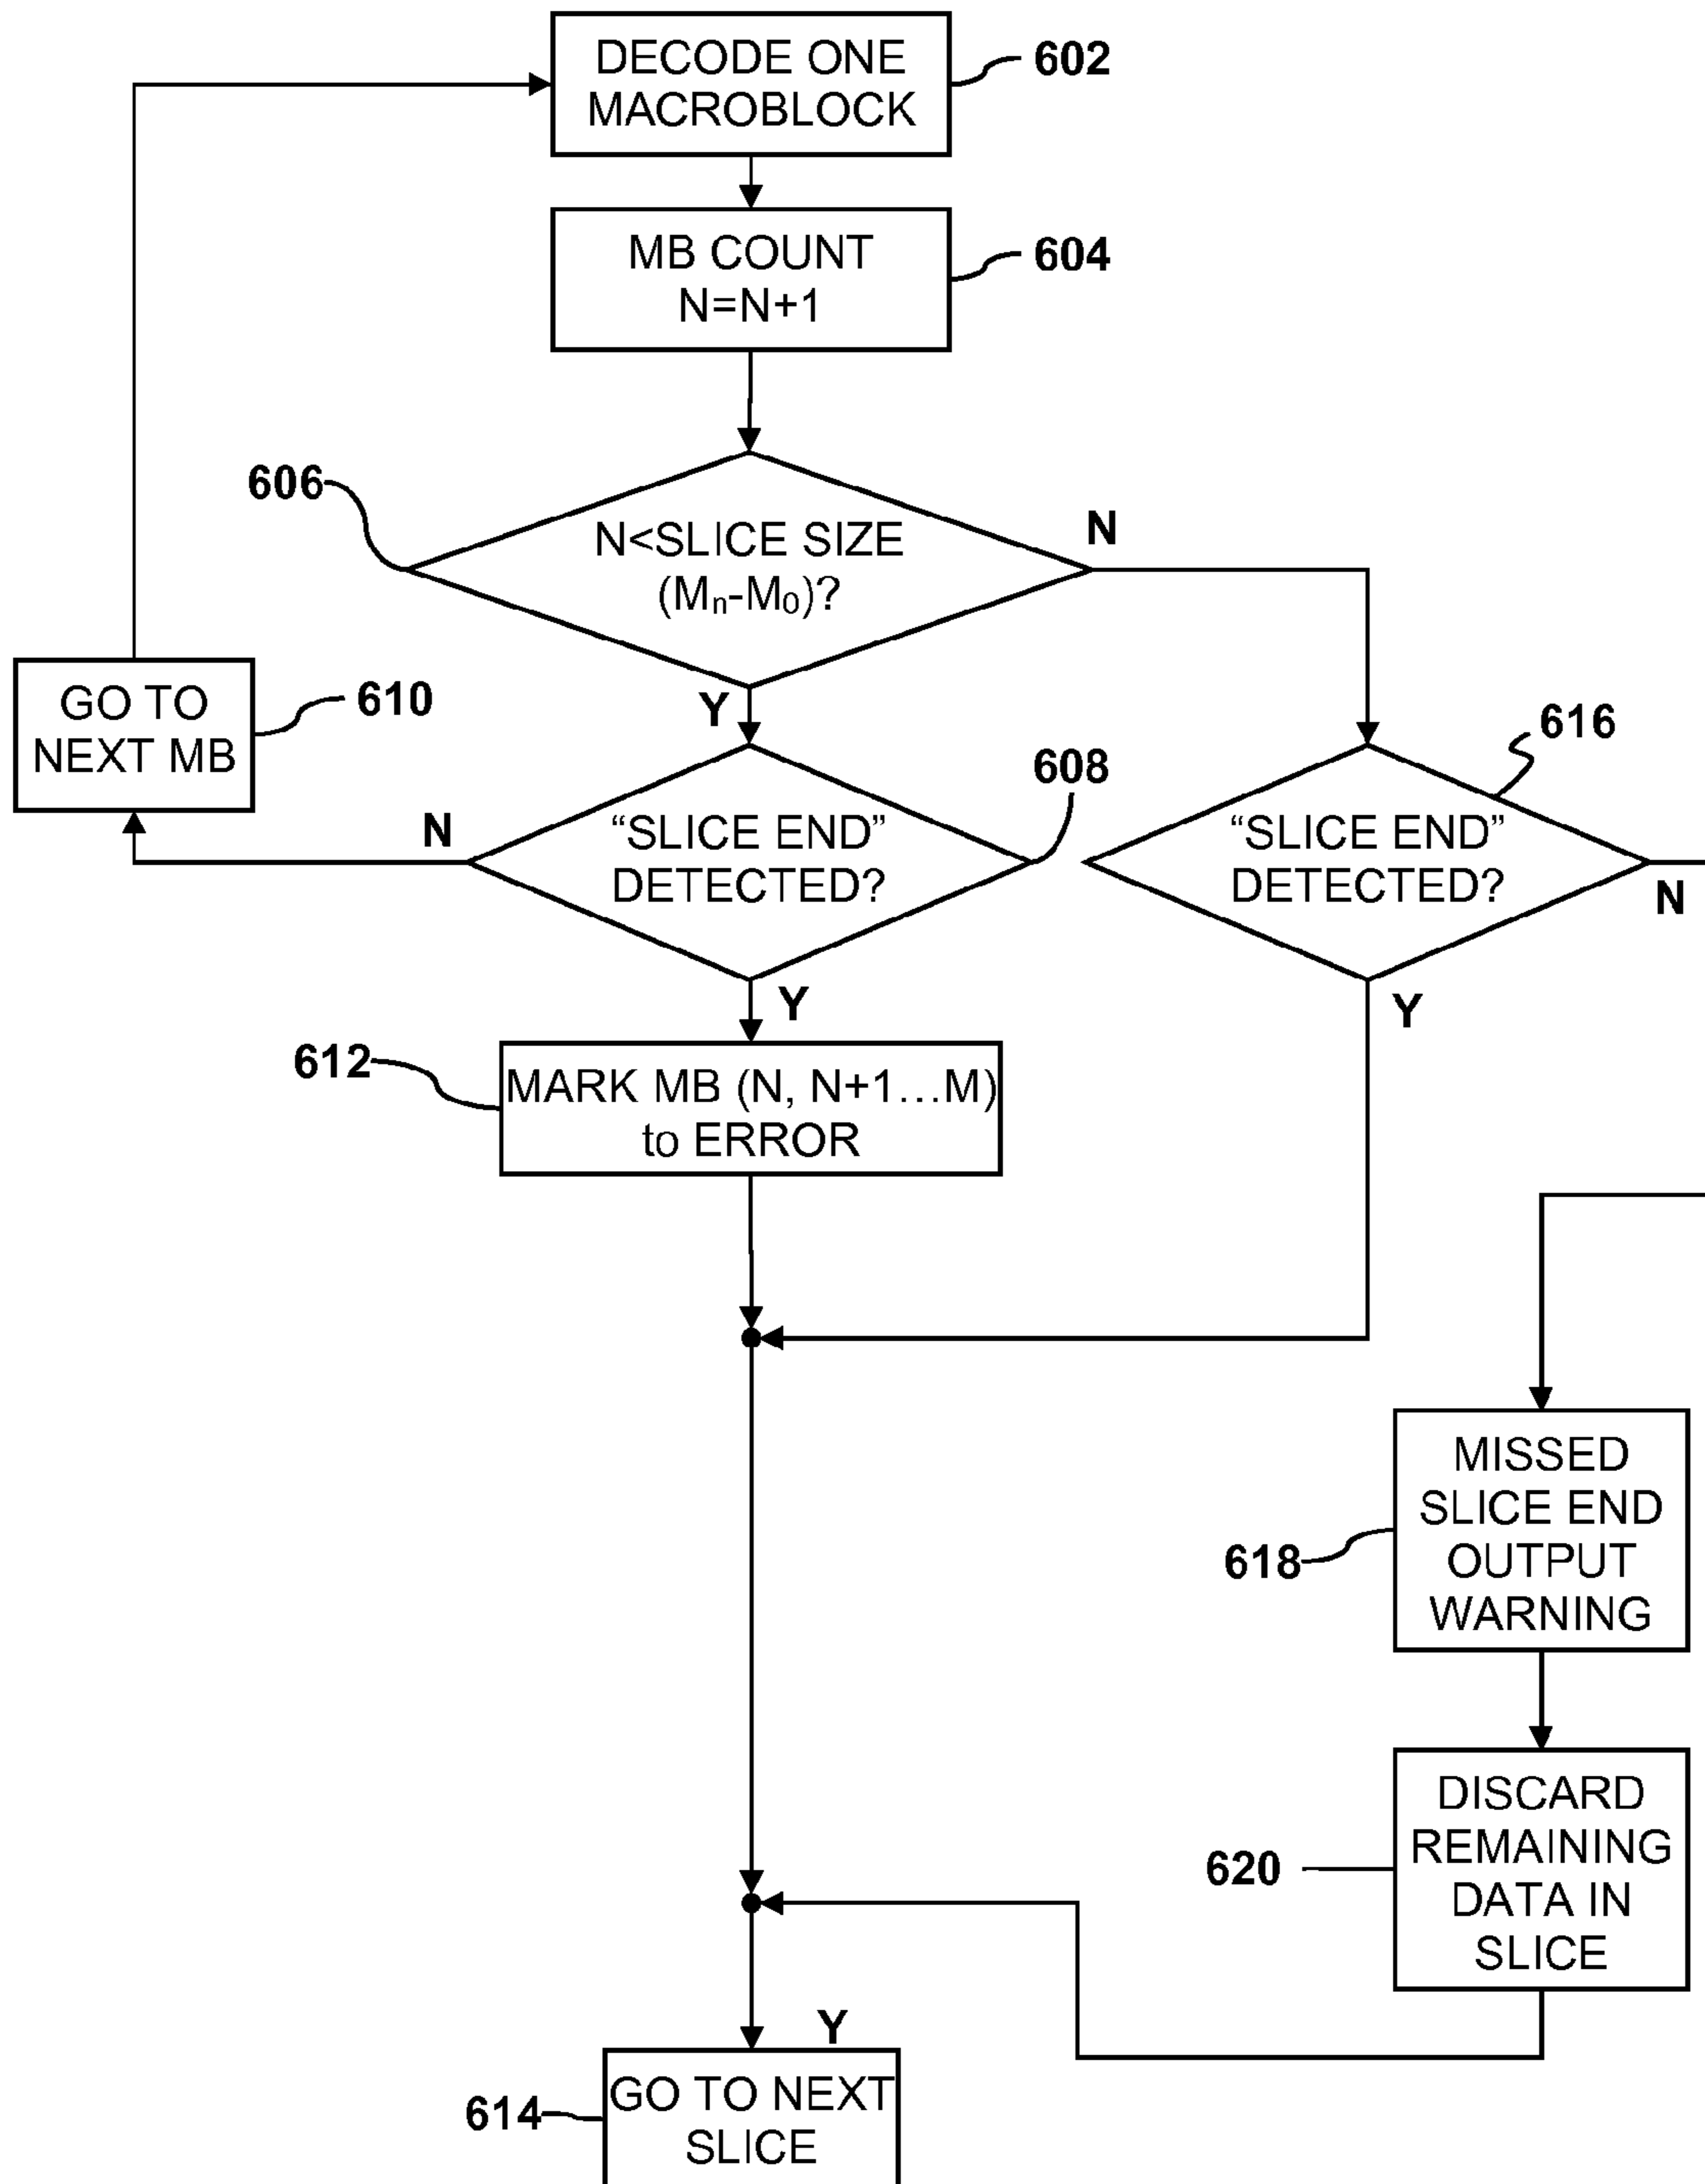 DECODE ONE
MACROBLOCK
602
MB COUNT
N=N+1
604
606
N<SLICE SIZE
(Mn-M0)?
N
Y
GO TO
NEXT MB
610
616
608
N
“SLICE END”
DETECTED?
“SLICE END”
DETECTED?
N
Y
Y
612
MARK MB (N, N+1…M)
to ERROR
MISSED
SLICE END
OUTPUT
WARNING
618
DISCARD
REMAINING
DATA IN
SLICE
620
Y
614
GO TO NEXT
SLICE